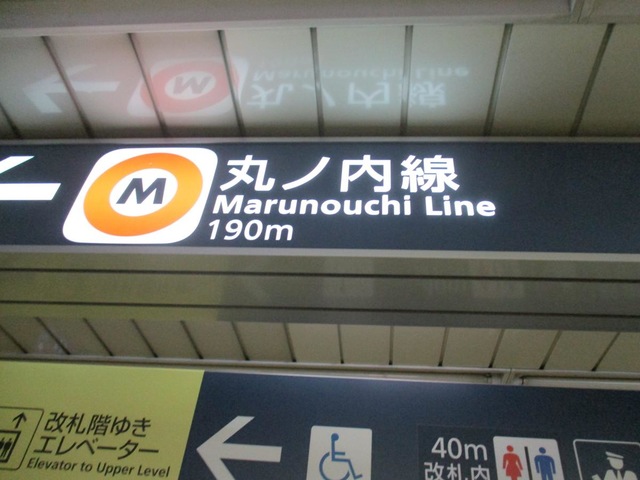 M
丸ノ内線
Marunouchi Line
190m
改札階ゆき
エレベーター
Elevator to Upper Level
40m
改札内